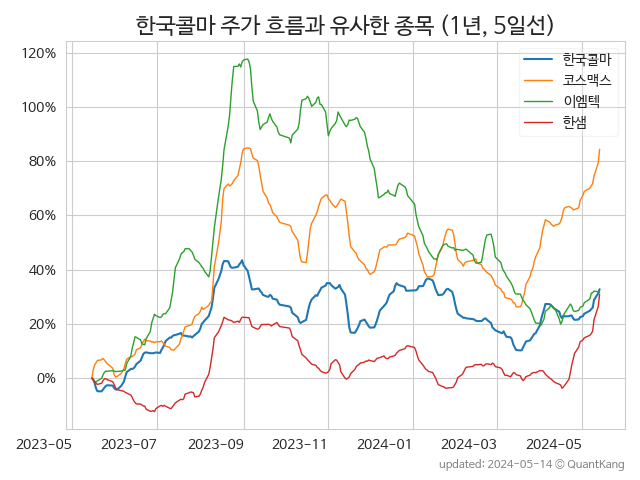 한국콜마 주가 흐름과 유사한 종목 (1년, 5일선)
120%
100%
80%
60%
40%
20%
0%
한국콜마
코스맥스
이엠텍
한샘
2023-05 2023-07 2023-09 2023-11 2024-01 2024-03 2024-05
updated: 2024-05-14 © QuantKang